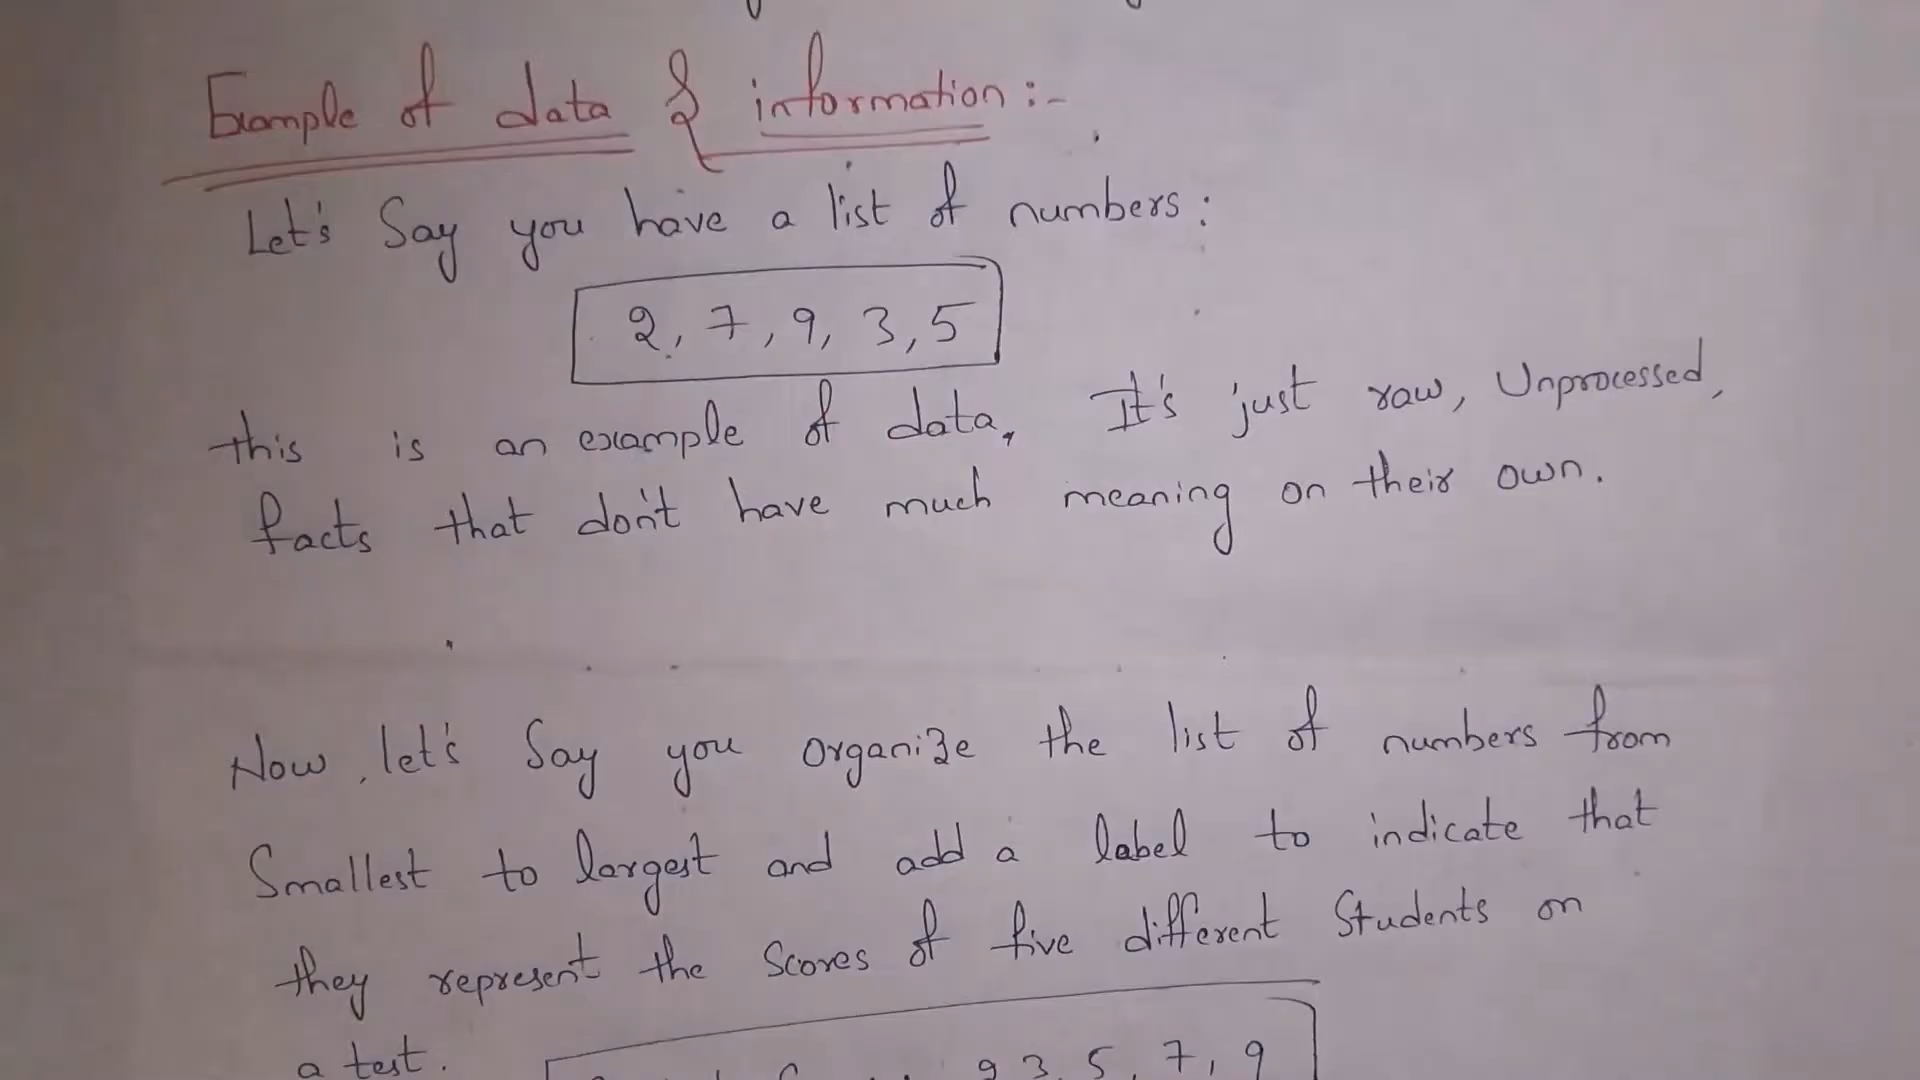 Example of data & information :-
Let's Say you have a list of numbers :
2, 7, 9, 3, 5
this is an example of data, It's just raw, Unprocessed,
facts that don't have much meaning on their own.
Now, let's Say you organize the list of numbers from
Smallest to largest and add a label to indicate that
they represent the Scores of five different Students on
a test.
2 3, 5, 7, 9